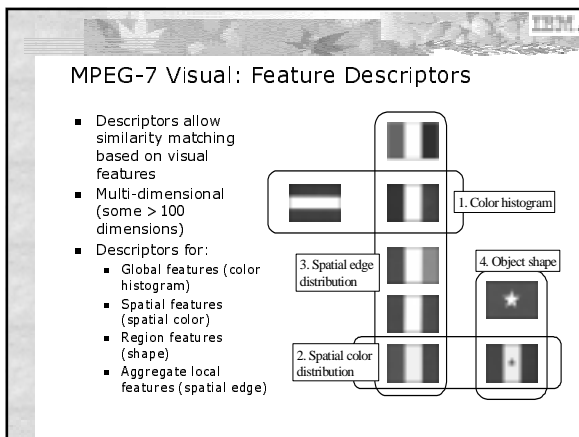 IBM
MPEG-7 Visual: Feature Descriptors
Descriptors allow
similarity matching
based on visual
features
Multi-dimensional
(some > 100
dimensions)
Descriptors for:
Global features (color
histogram)
Spatial features
(spatial color)
Region features
(shape)
Aggregate local
features (spatial edge)
1. Color histogram
3. Spatial edge
distribution
4. Object shape
2. Spatial color
distribution